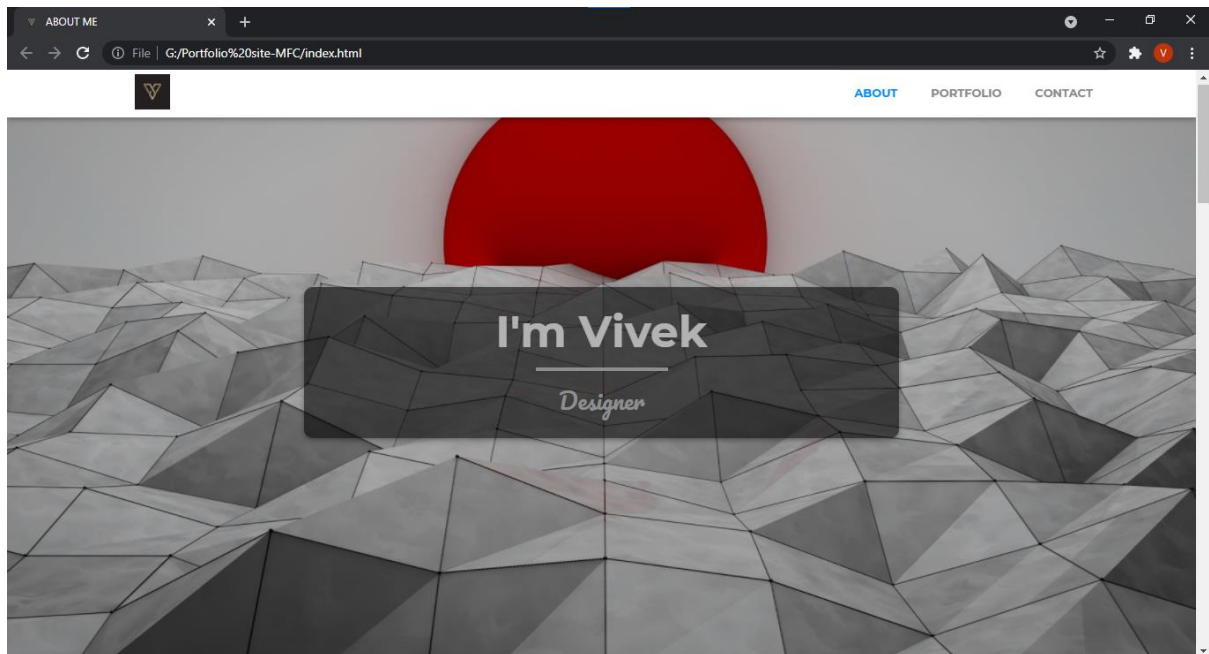 ABOUT ME
File G:/Portfolio%20site-MFC/index.html
V
ABOUT PORTFOLIO CONTACT
I'm Vivek
Designer